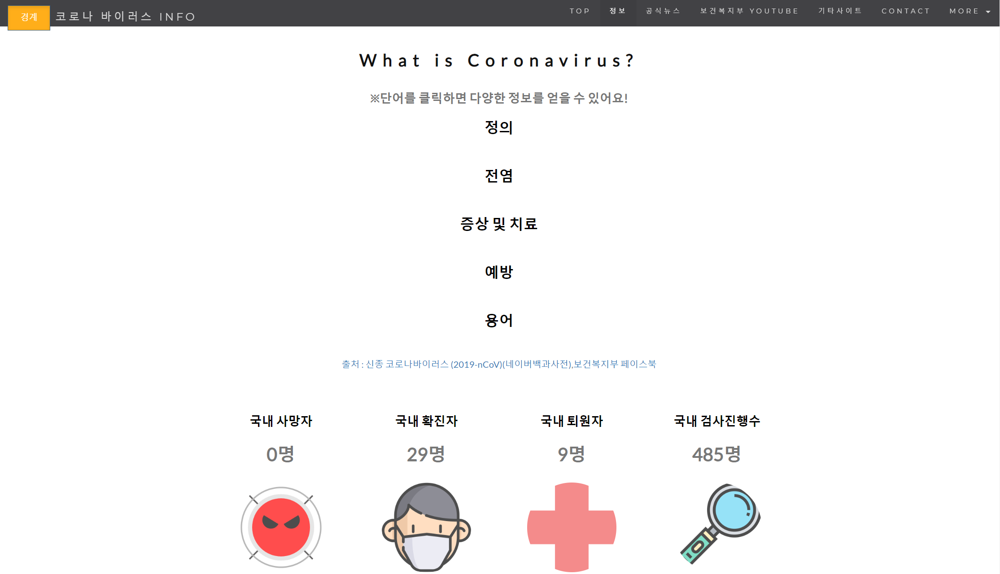 경계 코로나 바이러스 INFO TOP 정보 공식뉴스 보건복지부 YOUTUBE 기타사이트 CONTACT MORE
What is Coronavirus?
※단어를 클릭하면 다양한 정보를 얻을 수 있어요!
정의
전염
증상 및 치료
예방
용어
출처 : 신종 코로나바이러스 (2019-nCoV)(네이버백과사전),보건복지부 페이스북
국내 사망자 국내 확진자 국내 퇴원자 국내 검사진행수
0명 29명 9명 485명